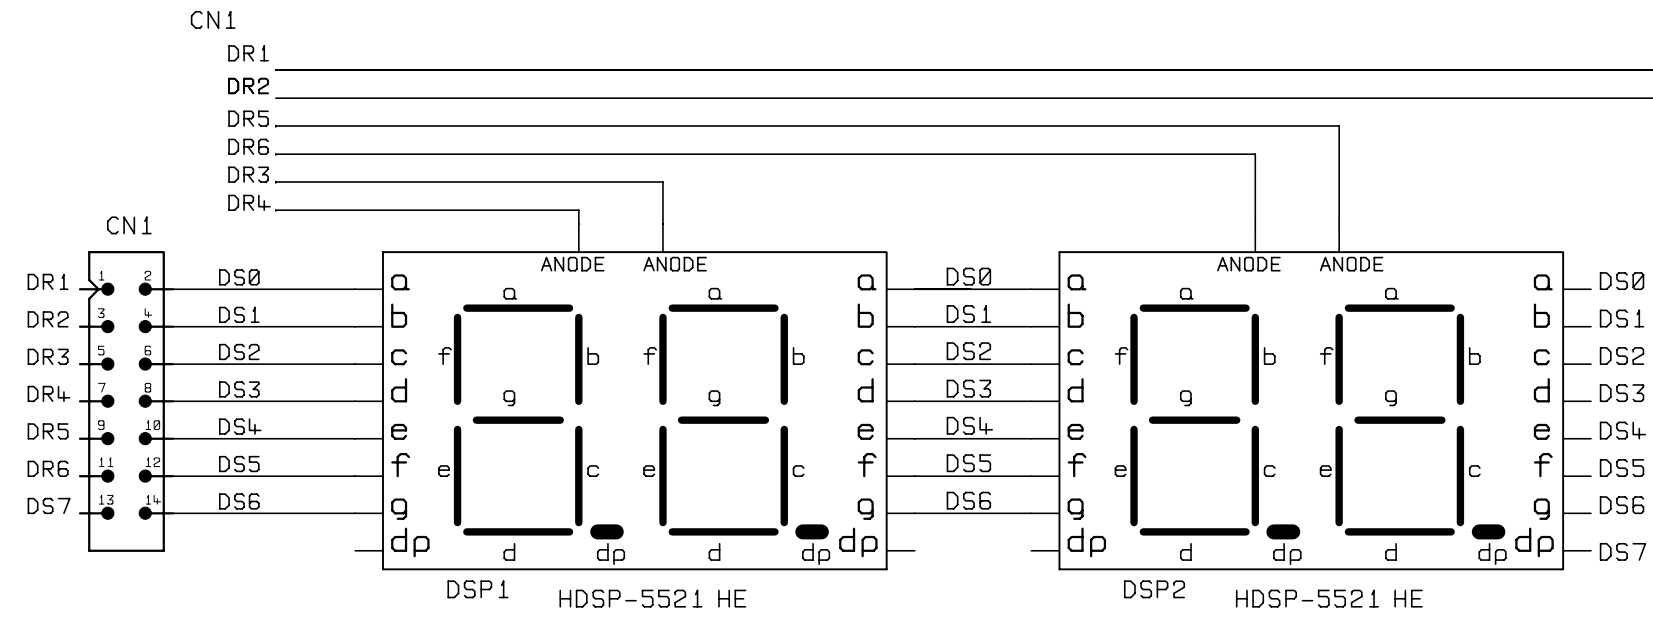 CN1
DR1
DR2
DR5
DR6
DR3
DR4
CN1
ANODE ANODE ANODE ANODE
DR1 1 2 DS0 a a DS0 a a DS0
a a a a
DR2 3 4 DS1 b b DS1 b b DS1
DR3 5 6 DS2 c c DS2 c c DS2
f b f b f b f b
DR4 7 8 DS3 d d DS3 d d DS3
g g g g
DR5 9 10 DS4 e e DS4 e e DS4
DR6 11 12 DS5 f f DS5 f f DS5
e c e c e c e c
DS7 13 14 DS6 g g DS6 g g DS6
dp dp dp dp DS7
d dp d dp d dp d dp
DSP1 HDSP-5521 HE DSP2 HDSP-5521 HE